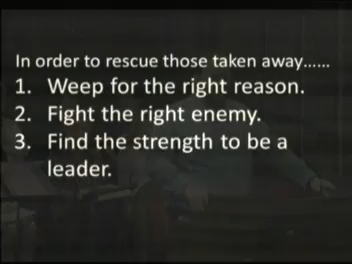 In order to rescue those taken away......
1. Weep for the right reason.
2. Fight the right enemy.
3. Find the strength to be a
leader.